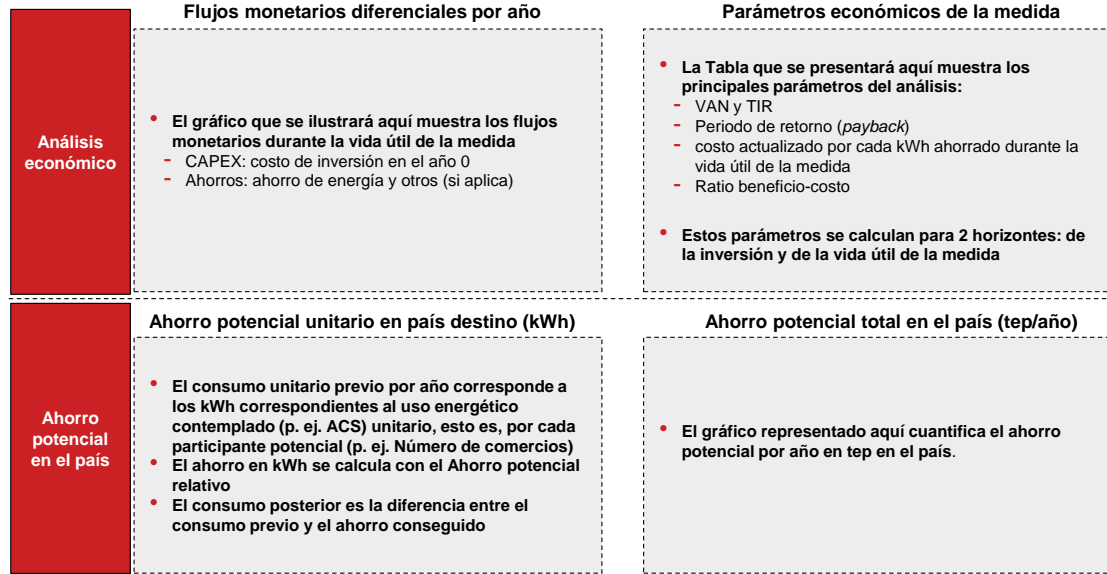 Flujos monetarios diferenciales por año
Parámetros económicos de la medida
Análisis
económico
• El gráfico que se ilustrará aquí muestra los flujos
monetarios durante la vida útil de la medida
- CAPEX: costo de inversión en el año 0
- Ahorros: ahorro de energía y otros (si aplica)
• La Tabla que se presentará aquí muestra los
principales parámetros del análisis:
- VAN y TIR
- Periodo de retorno (payback)
- costo actualizado por cada kWh ahorrado durante la
vida útil de la medida
- Ratio beneficio-costo
• Estos parámetros se calculan para 2 horizontes: de
la inversión y de la vida útil de la medida
Ahorro potencial unitario en país destino (kWh)
Ahorro potencial total en el país (tep/año)
Ahorro
potencial
en el país
• El consumo unitario previo por año corresponde a
los kWh correspondientes al uso energético
contemplado (p. ej. ACS) unitario, esto es, por cada
participante potencial (p. ej. Número de comercios)
• El ahorro en kWh se calcula con el Ahorro potencial
relativo
• El consumo posterior es la diferencia entre el
consumo previo y el ahorro conseguido
• El gráfico representado aquí cuantifica el ahorro
potencial por año en tep en el país.